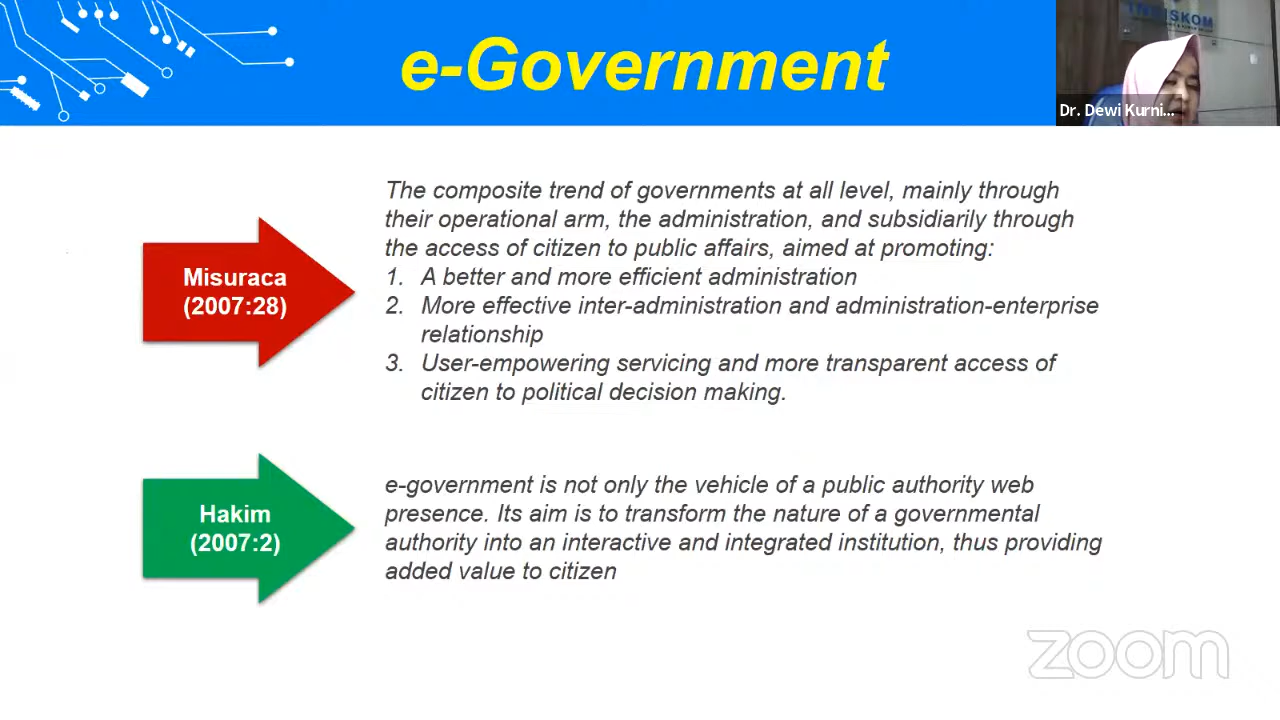 e-Government
Dr. Dewi Kurni...
The composite trend of governments at all level, mainly through
their operational arm, the administration, and subsidiarily through
the access of citizen to public affairs, aimed at promoting:
1. A better and more efficient administration
2. More effective inter-administration and administration-enterprise
relationship
3. User-empowering servicing and more transparent access of
citizen to political decision making.
Misuraca
(2007:28)
e-government is not only the vehicle of a public authority web
presence. Its aim is to transform the nature of a governmental
authority into an interactive and integrated institution, thus providing
added value to citizen
Hakim
(2007:2)
zoom